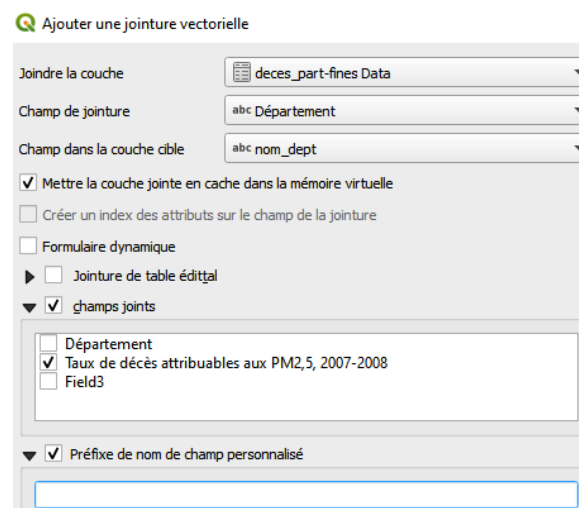 Ajouter une jointure vectorielle
Joindre la couche deces_part-fines Data
Champ de jointure abc Département
Champ dans la couche cible abc nom_dept
Mettre la couche jointe en cache dans la mémoire virtuelle
Créer un index des attributs sur le champ de la jointure
Formulaire dynamique
Jointure de table édittal
champs joints
Département
Taux de décès attribuables aux PM2,5, 2007-2008
Field3
Préfixe de nom de champ personnalisé